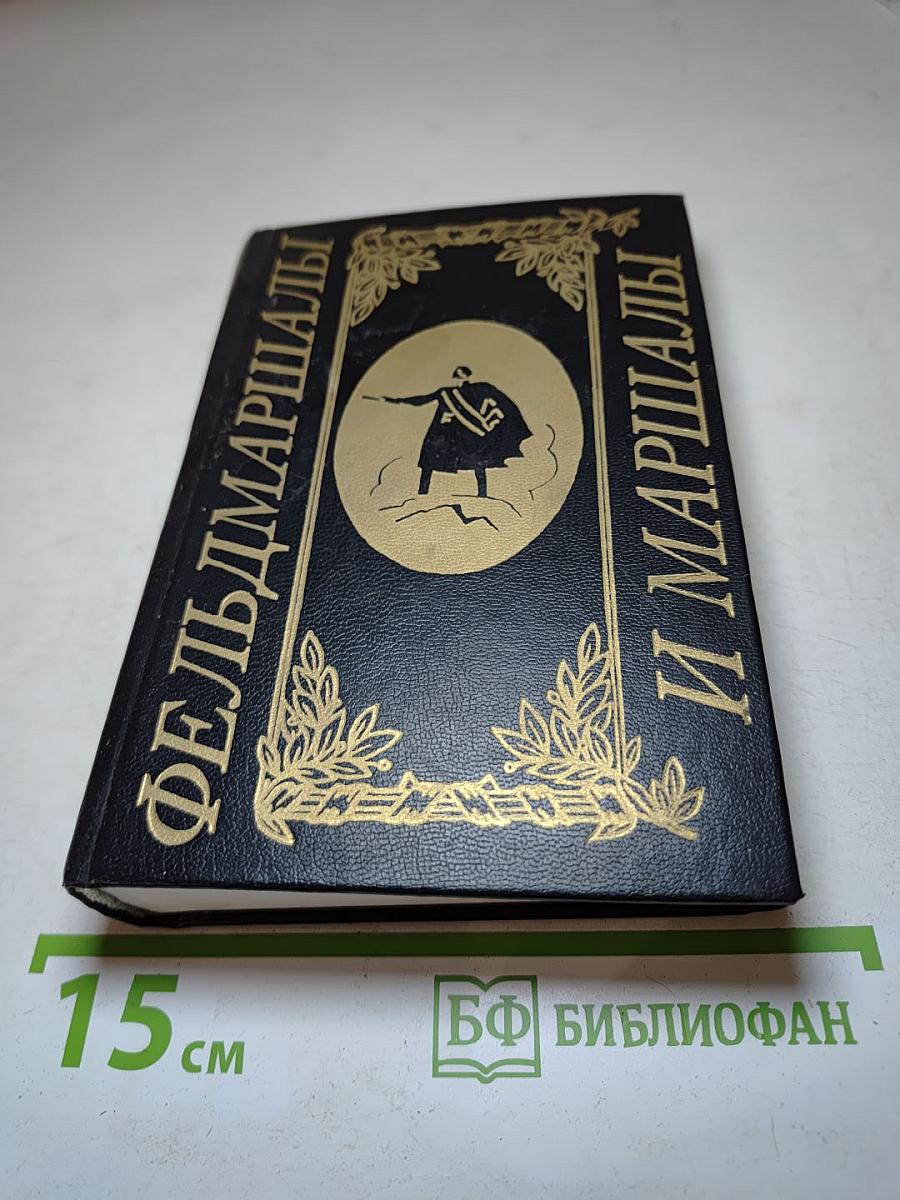 ФЕЛЬДМАРШАЛЫ
И МАРШАЛЫ
15 см
БФ БИБЛИОФАН